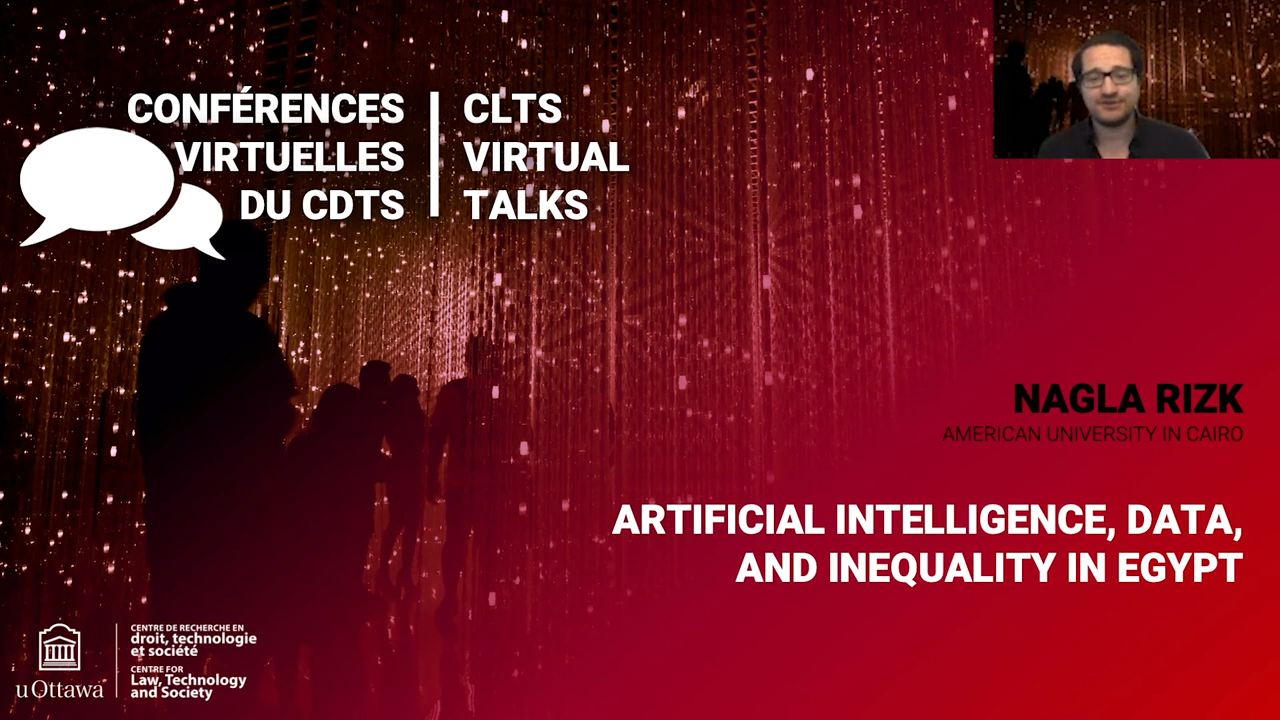 CONFÉRENCES
VIRTUELLES
DU CDTS
CLTS
VIRTUAL
TALKS
NAGLA RIZK
AMERICAN UNIVERSITY IN CAIRO
ARTIFICIAL INTELLIGENCE, DATA,
AND INEQUALITY IN EGYPT
uOttawa
CENTRE DE RECHERCHE EN
droit, technologie
et société
CENTRE FOR
Law, Technology
and Society